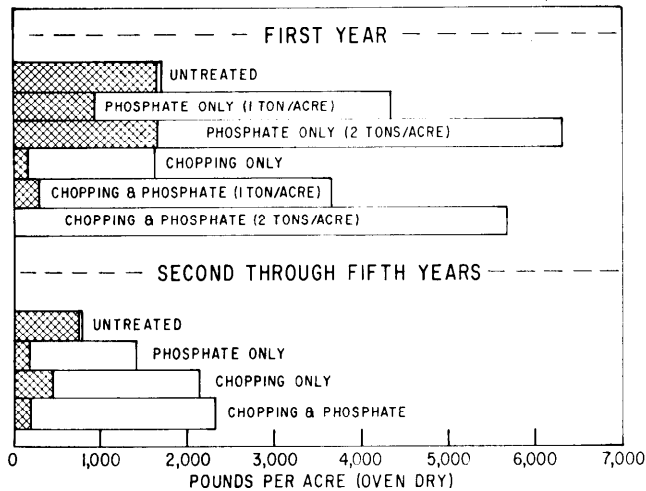 FIRST YEAR
UNTREATED
PHOSPHATE ONLY (1 TON/ACRE)
PHOSPHATE ONLY (2 TONS/ACRE)
CHOPPING ONLY
CHOPPING & PHOSPHATE (1 TON/ACRE)
CHOPPING & PHOSPHATE (2 TONS/ACRE)
SECOND THROUGH FIFTH YEARS
UNTREATED
PHOSPHATE ONLY
CHOPPING ONLY
CHOPPING & PHOSPHATE
0 1,000 2,000 3,000 4,000 5,000 6,000 7,000
POUNDS PER ACRE (OVEN DRY)